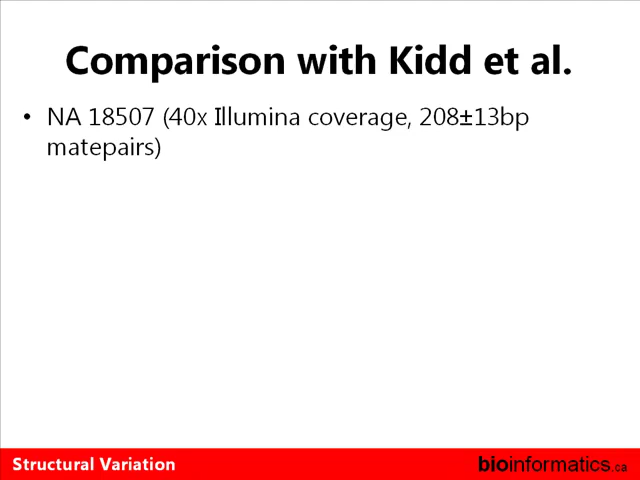 Comparison with Kidd et al.
• NA 18507 (40x Illumina coverage, 208±13bp
matepairs)
Structural Variation
bioinformatics.ca